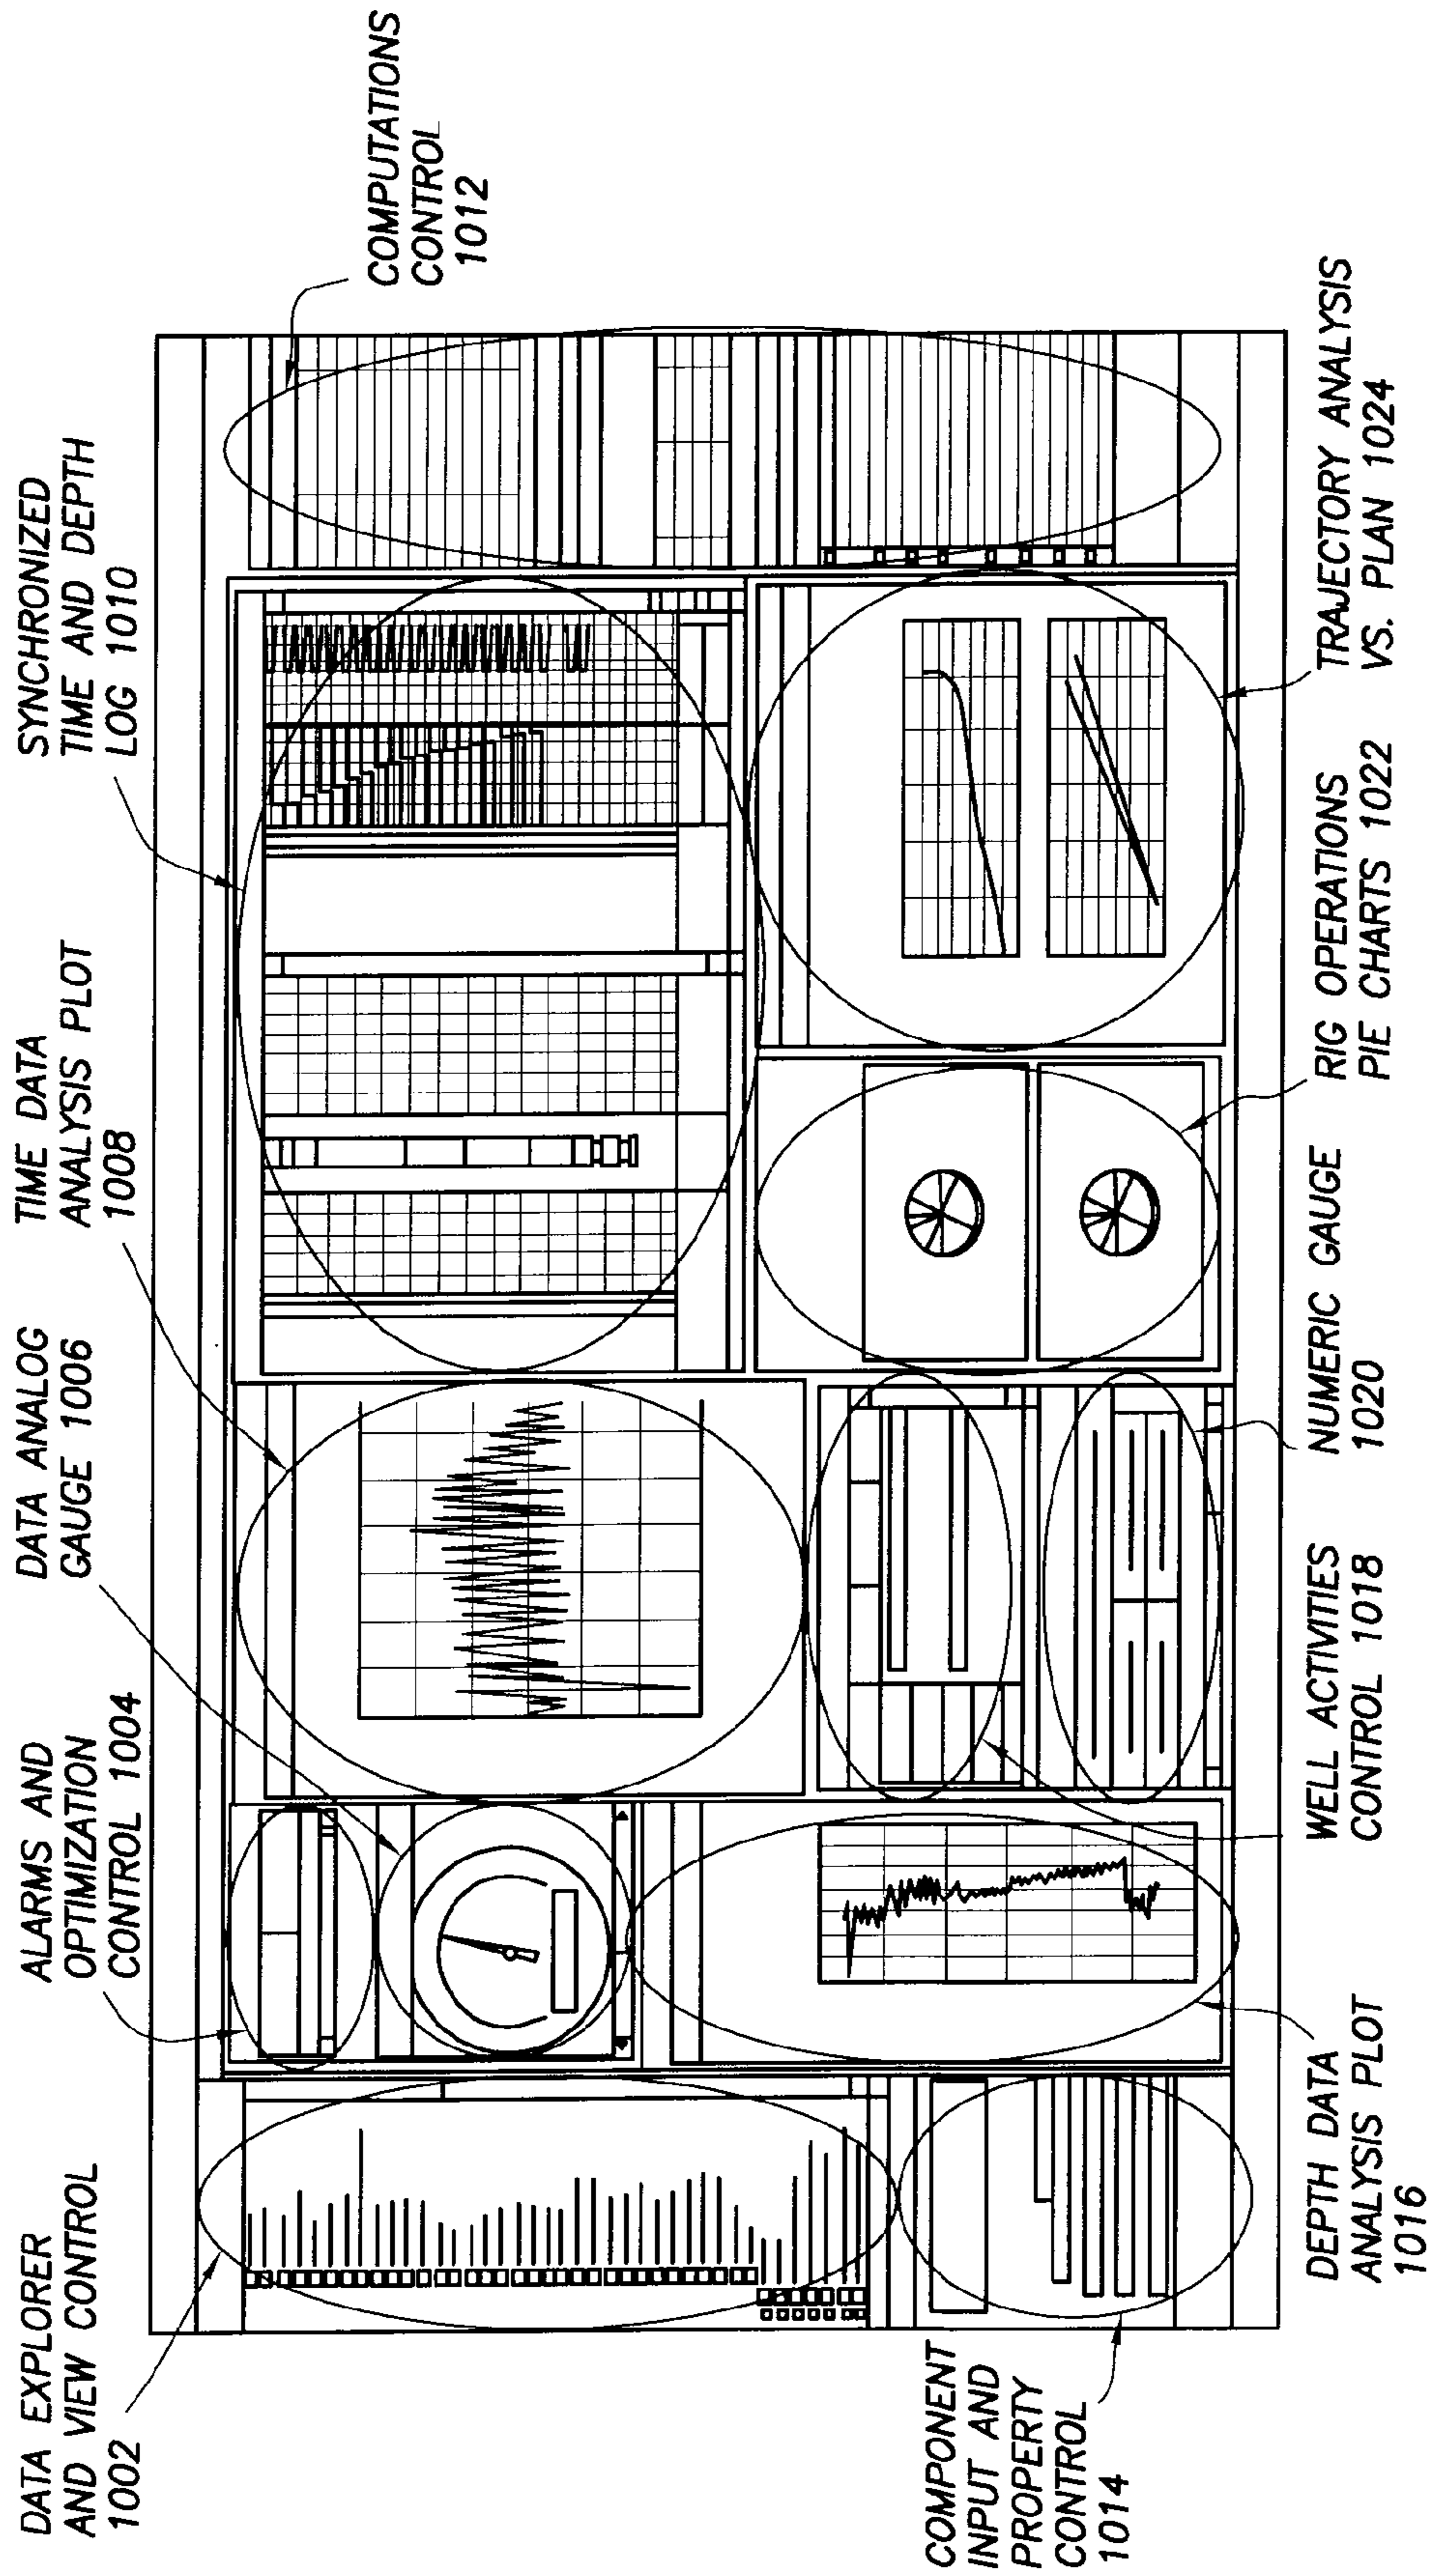 DATA EXPLORER
AND VIEW CONTROL
1002
ALARMS AND
OPTIMIZATION
CONTROL 1004
DATA ANALOG
GAUGE 1006
TIME DATA
ANALYSIS PLOT
1008
SYNCHRONIZED
TIME AND DEPTH
LOG 1010
COMPUTATIONS
CONTROL
1012
COMPONENT
INPUT AND
PROPERTY
CONTROL
1014
DEPTH DATA
ANALYSIS PLOT
1016
WELL ACTIVITIES
CONTROL 1018
NUMERIC GAUGE
1020
RIG OPERATIONS
PIE CHARTS 1022
TRAJECTORY ANALYSIS
VS. PLAN 1024